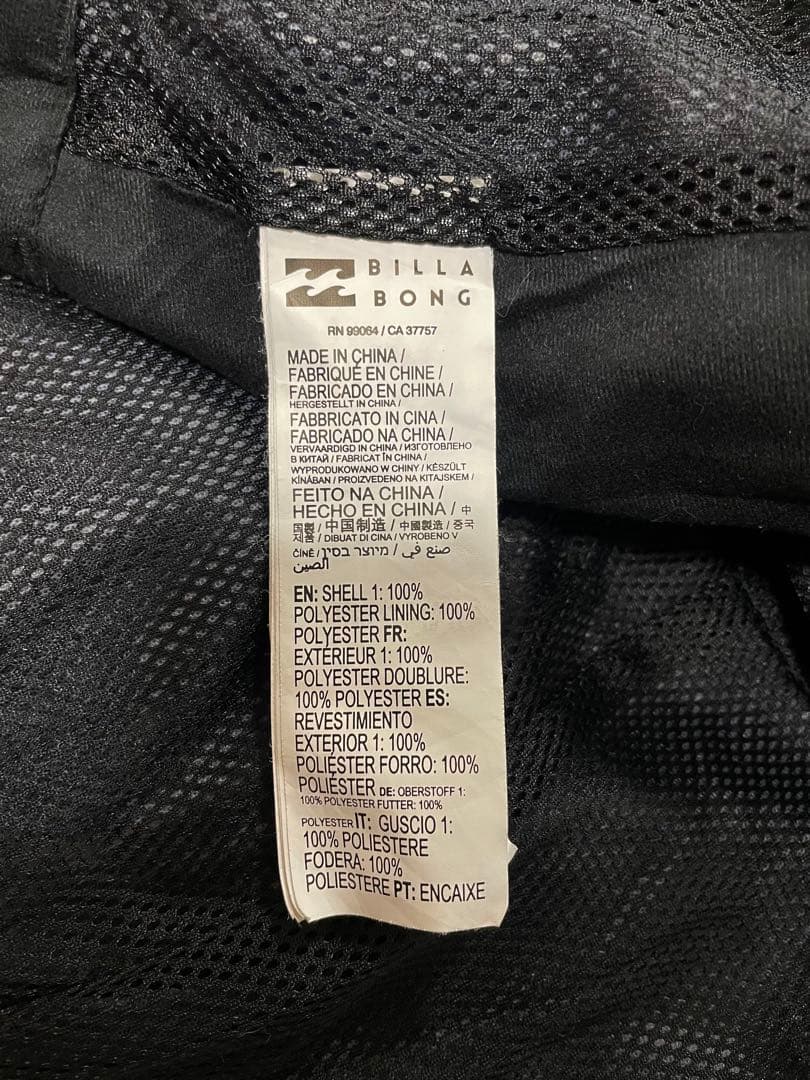 BILLA
BONG
RN 99064 / CA 37757
MADE IN CHINA /
FABRIQUÉ EN CHINE /
FABRICADO EN CHINA /
HERGESTELLT IN CHINA /
FABBRICATO IN CINA /
FABRICADO NA CHINA /
VERVAARDIGD IN CHINA / ИЗГОТОВЛЕНО
В КИТАЙ / FABRICAT ÎN CHINA /
WYPRODUKOWANO W CHINY / KÉSZÜLT
KÍNÁBAN / PROIZVEDENO NA KITAJSKEM /
FEITO NA CHINA /
HECHO EN CHINA / 中
国製 / 中国制造 / 中國製造 / 중국
제품 / DIBUAT DI CINA / VYROBENO V
ČÍNĚ / מיוצר בסין / صنع في
الصين
EN: SHELL 1: 100%
POLYESTER LINING: 100%
POLYESTER FR:
EXTÉRIEUR 1: 100%
POLYESTER DOUBLURE:
100% POLYESTER ES:
REVESTIMIENTO
EXTERIOR 1: 100%
POLIÉSTER FORRO: 100%
POLIÉSTER DE: OBERSTOFF 1:
100% POLYESTER FUTTER: 100%
POLYESTER IT: GUSCIO 1:
100% POLIESTERE
FODERA: 100%
POLIESTERE PT: ENCAIXE